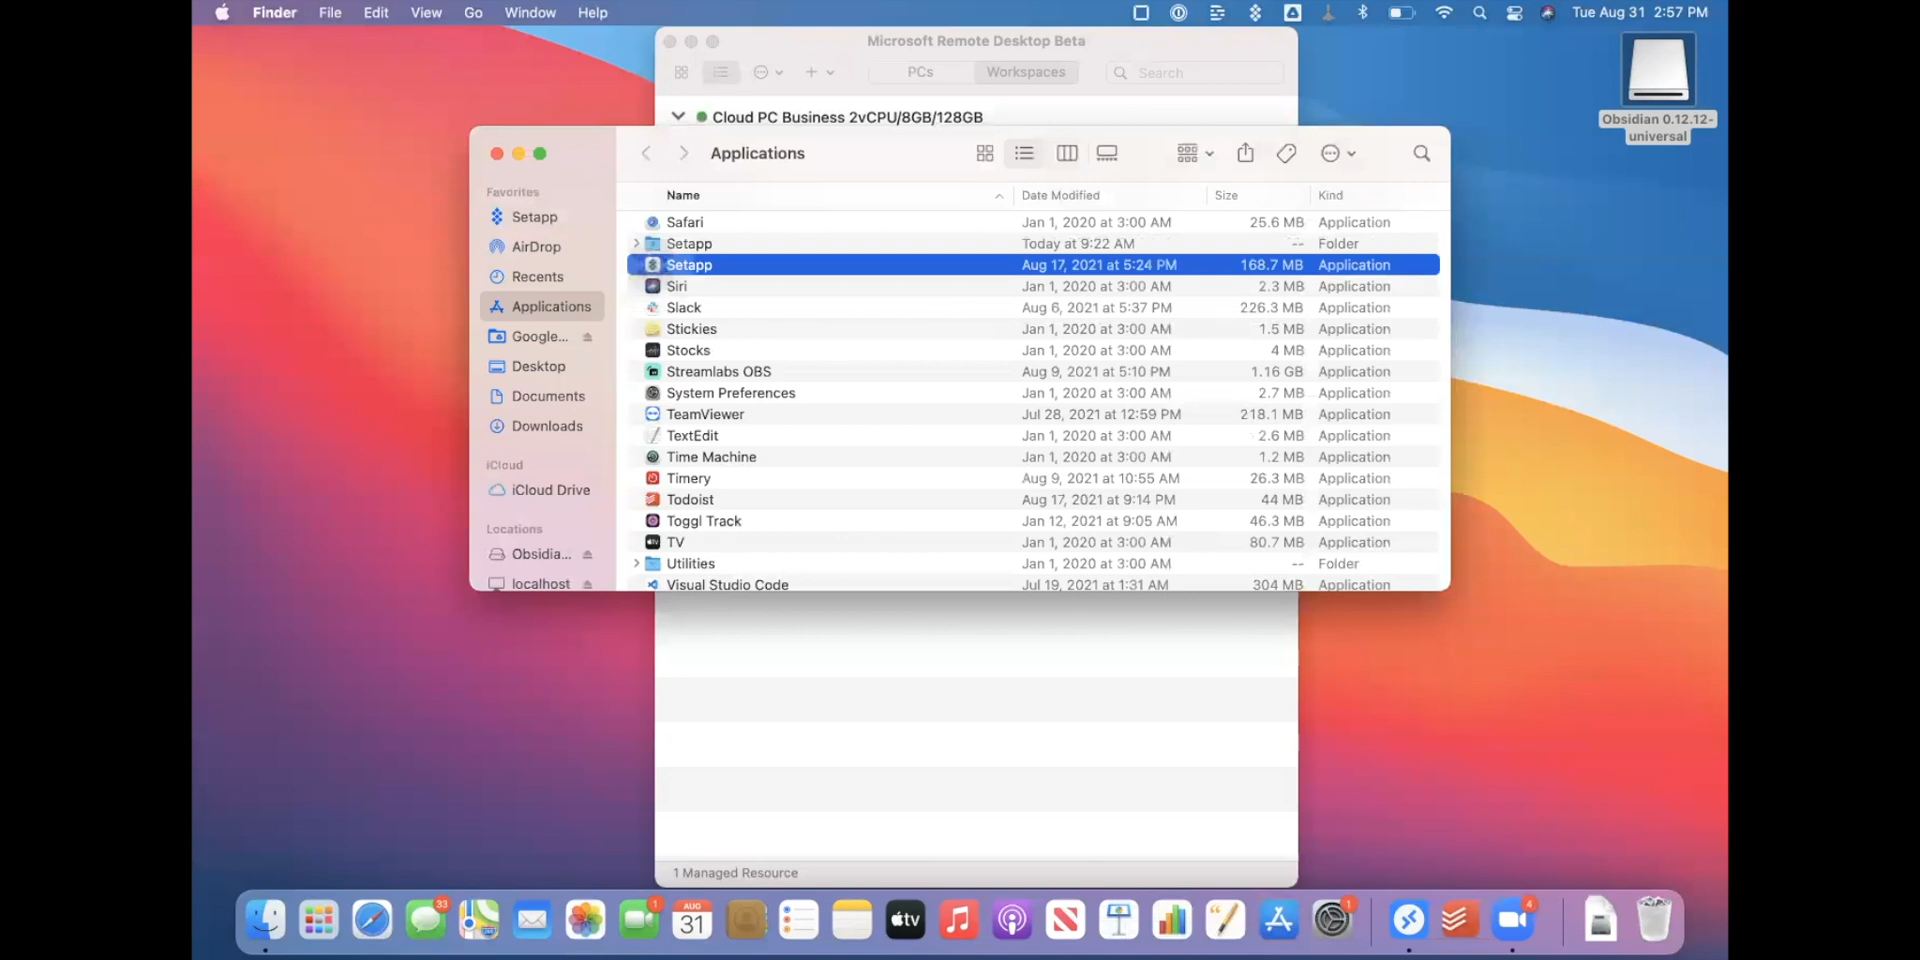 Finder File Edit View Go Window Help
Tue Aug 31 2:57 PM
Microsoft Remote Desktop Beta
PCs Workspaces Search
Cloud PC Business 2vCPU/8GB/128GB
Obsidian 0.12.12-
universal
Applications
Favorites
Setapp
AirDrop
Recents
Applications
Google...
Desktop
Documents
Downloads
iCloud
iCloud Drive
Locations
Obsidia...
localhost
Name Date Modified Size Kind
Safari Jan 1, 2020 at 3:00 AM 25.6 MB Application
Setapp Today at 9:22 AM -- Folder
Setapp Aug 17, 2021 at 5:24 PM 168.7 MB Application
Siri Jan 1, 2020 at 3:00 AM 2.3 MB Application
Slack Aug 6, 2021 at 5:37 PM 226.3 MB Application
Stickies Jan 1, 2020 at 3:00 AM 1.5 MB Application
Stocks Jan 1, 2020 at 3:00 AM 4 MB Application
Streamlabs OBS Aug 9, 2021 at 5:10 PM 1.16 GB Application
System Preferences Jan 1, 2020 at 3:00 AM 2.7 MB Application
TeamViewer Jul 28, 2021 at 12:59 PM 218.1 MB Application
TextEdit Jan 1, 2020 at 3:00 AM 2.6 MB Application
Time Machine Jan 1, 2020 at 3:00 AM 1.2 MB Application
Timery Aug 9, 2021 at 10:55 AM 26.3 MB Application
Todoist Aug 17, 2021 at 9:14 PM 44 MB Application
Toggl Track Jan 12, 2021 at 9:05 AM 46.3 MB Application
TV Jan 1, 2020 at 3:00 AM 80.7 MB Application
Utilities Jan 1, 2020 at 3:00 AM -- Folder
Visual Studio Code Jul 19, 2021 at 1:31 AM 304 MB Application
1 Managed Resource
33
1
AUG
31
tv
1
4